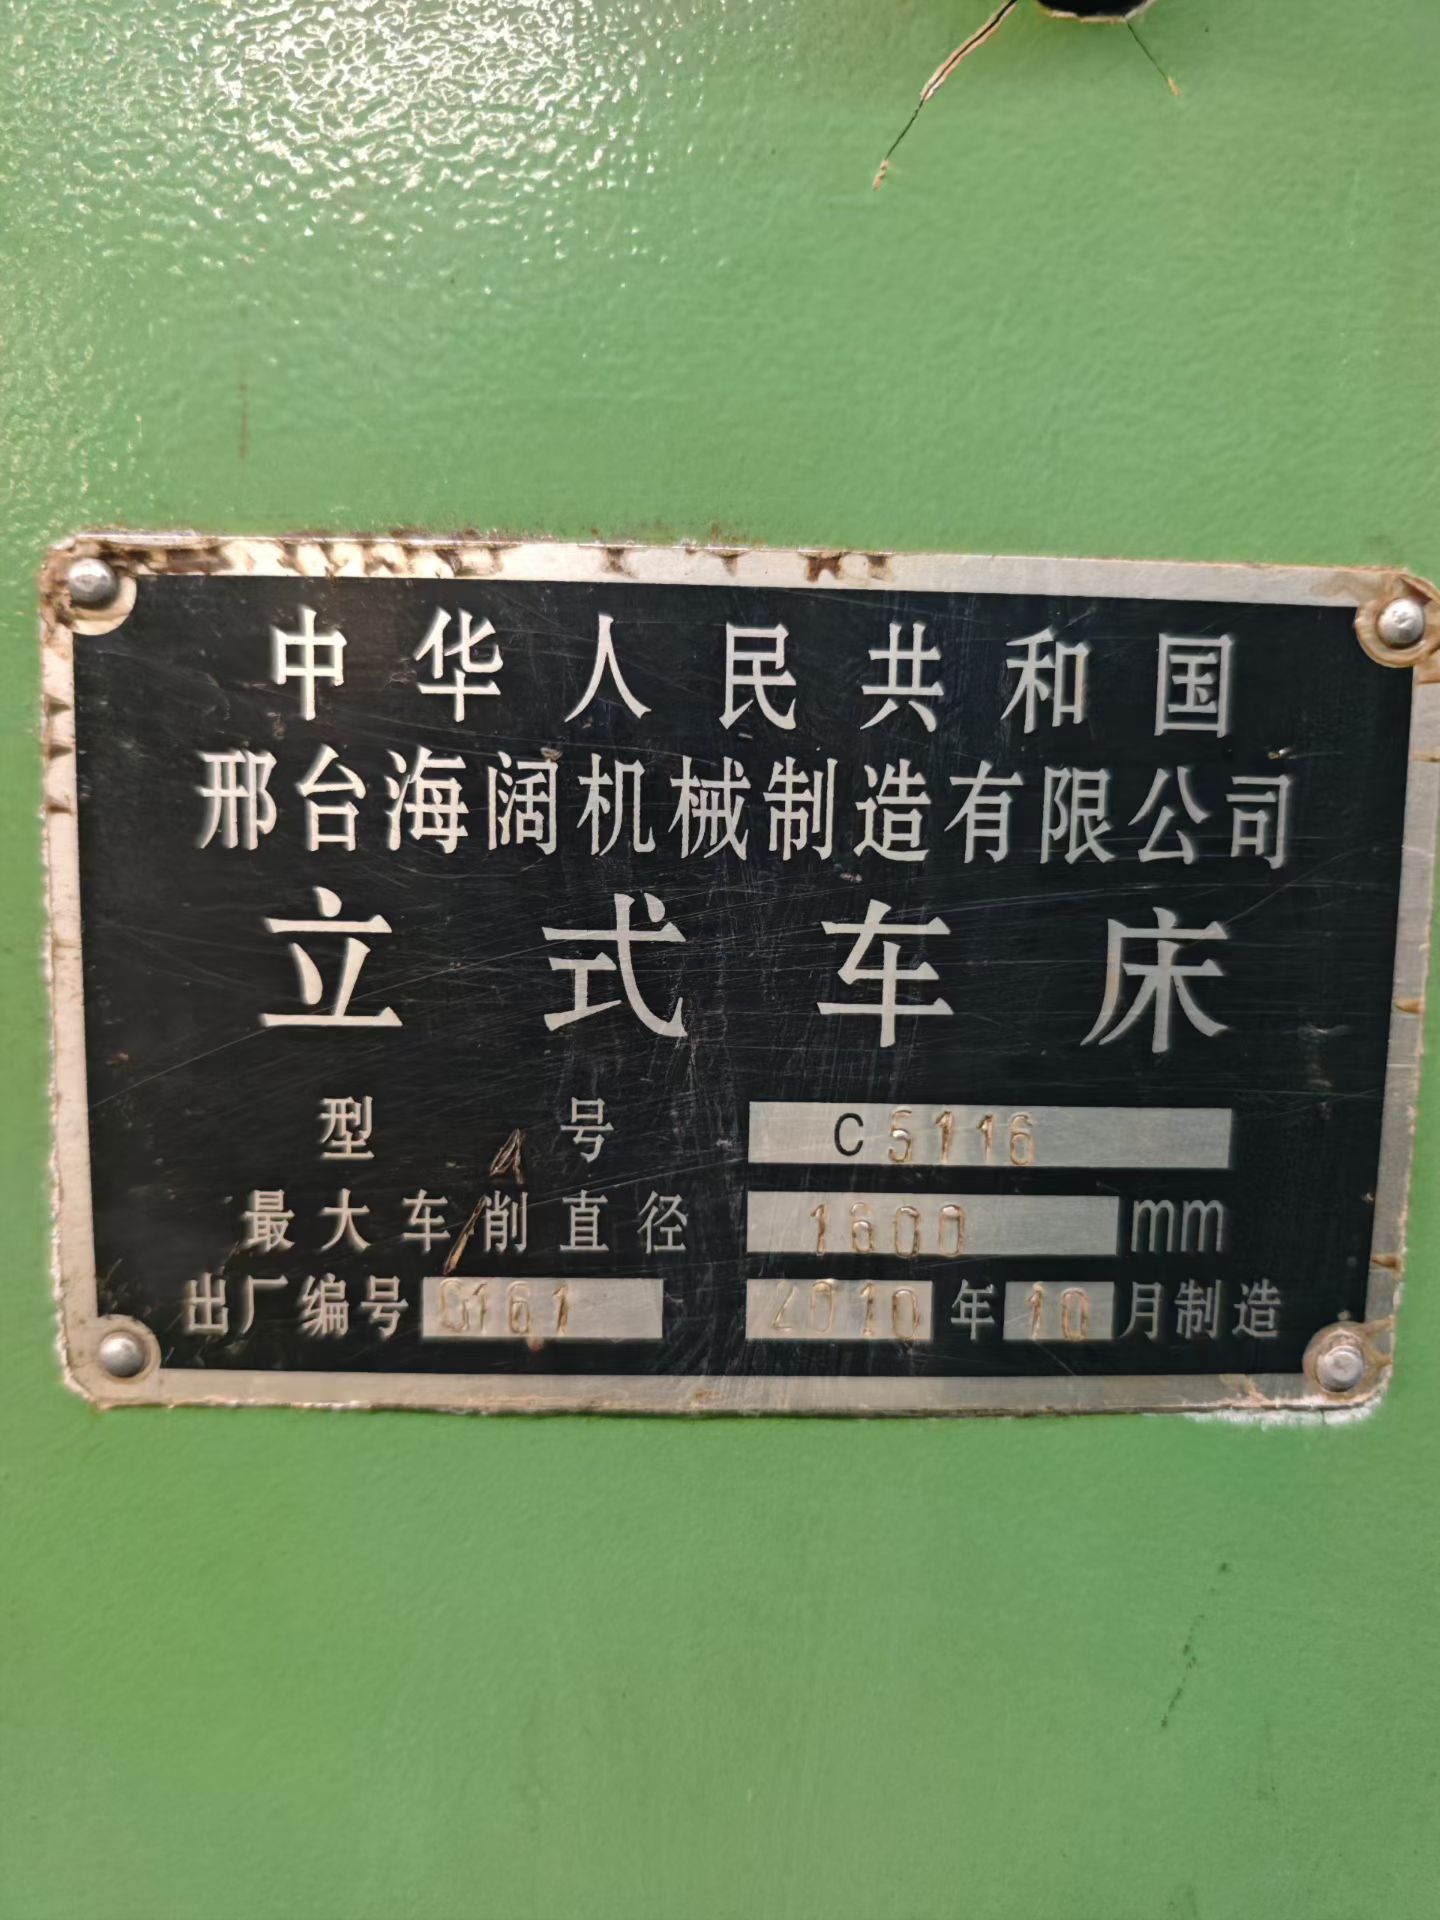 中华人民共和国
邢台海阔机械制造有限公司
立式车床
型号 C5116
最大车削直径 1600 mm
出厂编号 0161 2010年10月制造